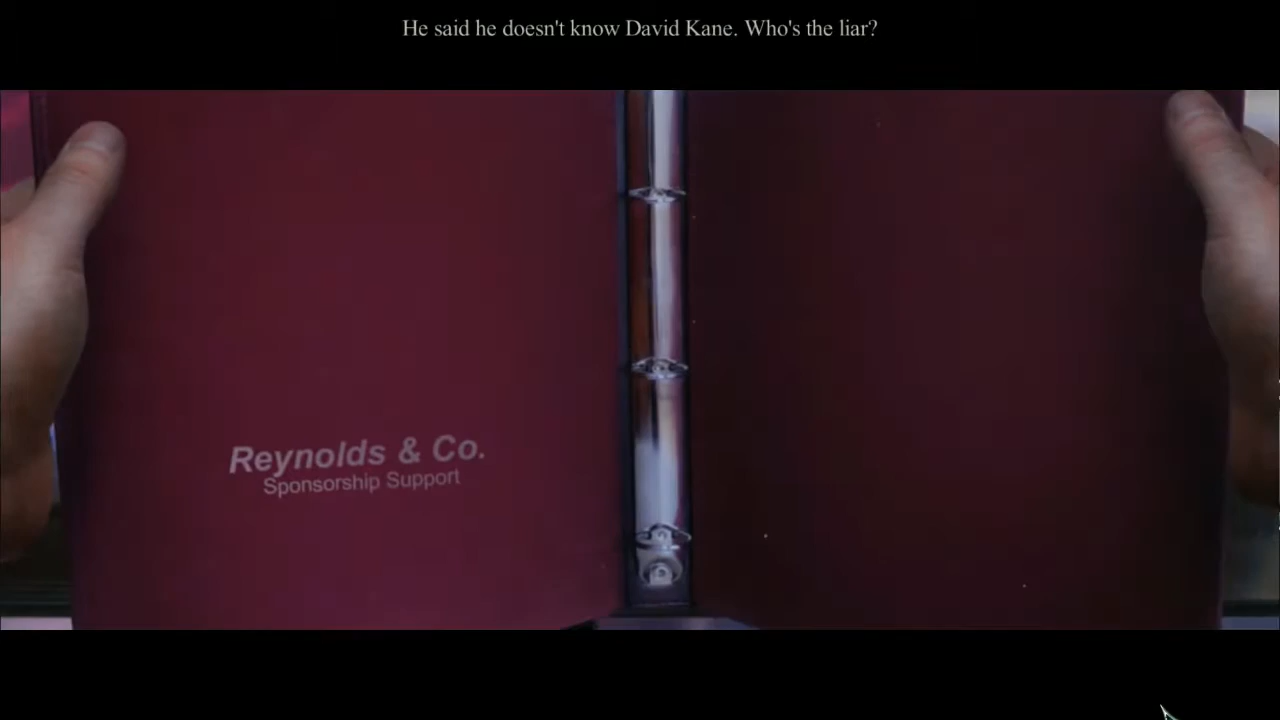 He said he doesn't know David Kane. Who's the liar?
Reynolds & Co.
Sponsorship Support